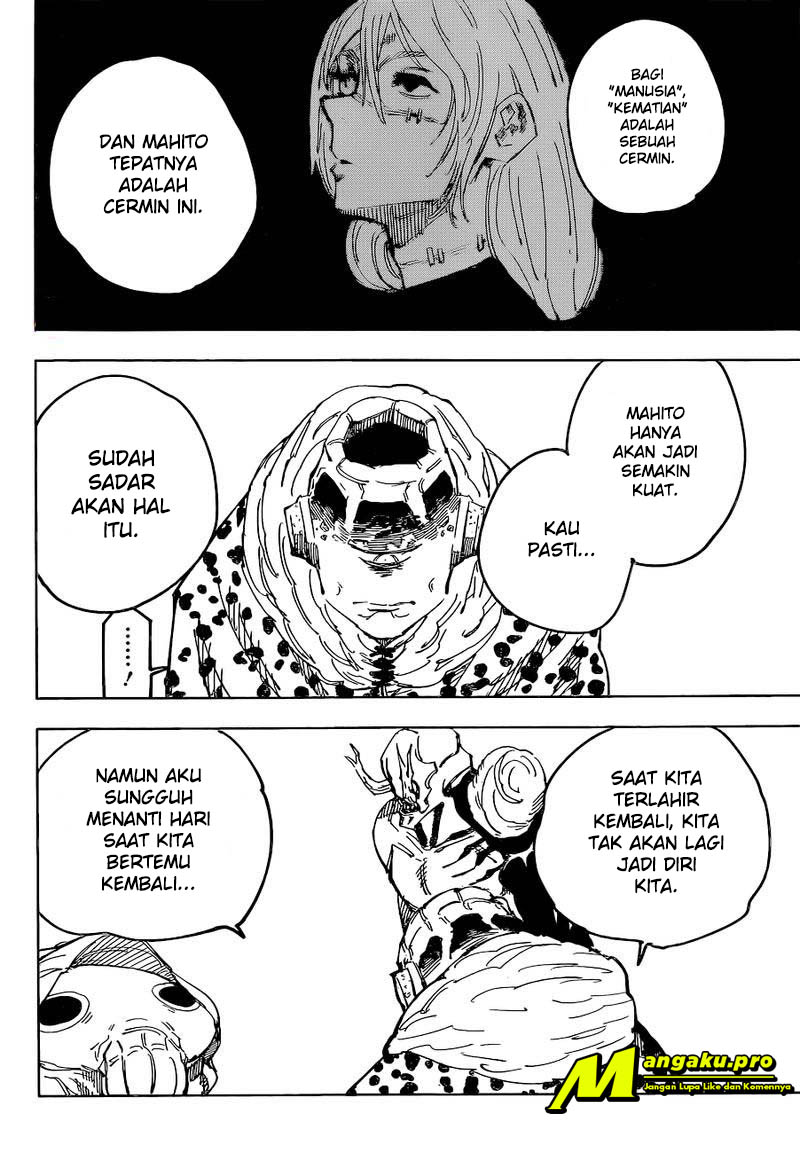 BAGI
"MANUSIA",
"KEMATIAN"
ADALAH
SEBUAH
CERMIN.
DAN MAHITO
TEPATNYA
ADALAH
CERMIN INI.
MAHITO
HANYA
AKAN JADI
SEMAKIN
KUAT.
KAU
PASTI...
SUDAH
SADAR
AKAN HAL
ITU.
......!
SAAT KITA
TERLAHIR
KEMBALI, KITA
TAK AKAN LAGI
JADI DIRI
KITA.
NAMUN AKU
SUNGGUH
MENANTI HARI
SAAT KITA
BERTEMU
KEMBALI...
Mangaku.pro
Jangan Lupa Like dan Komennya